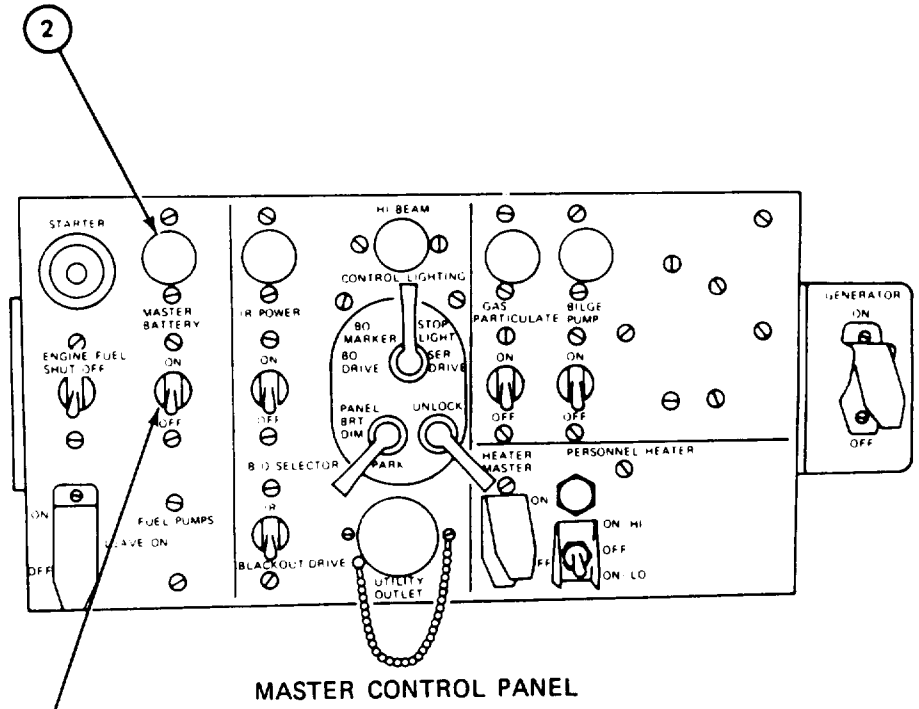 2
STARTER
MASTER
BATTERY
ENGINE FUEL
SHUT OFF
ON
OFF
ON
OFF
FUEL PUMPS
LEAVE ON
IR POWER
ON
OFF
B O SELECTOR
IR
BLACKOUT DRIVE
HI BEAM
CONTROL LIGHTING
BO
MARKER
STOP
LIGHT
BO
DRIVE
SER
DRIVE
PANEL
BRT
DIM
UNLOCK
PARK
UTILITY
OUTLET
GAS
PARTICULATE
BILGE
PUMP
ON
ON
OFF
OFF
HEATER
MASTER
PERSONNEL HEATER
ON
OFF
ON HI
OFF
ON LO
GENERATOR
ON
OFF
MASTER CONTROL PANEL